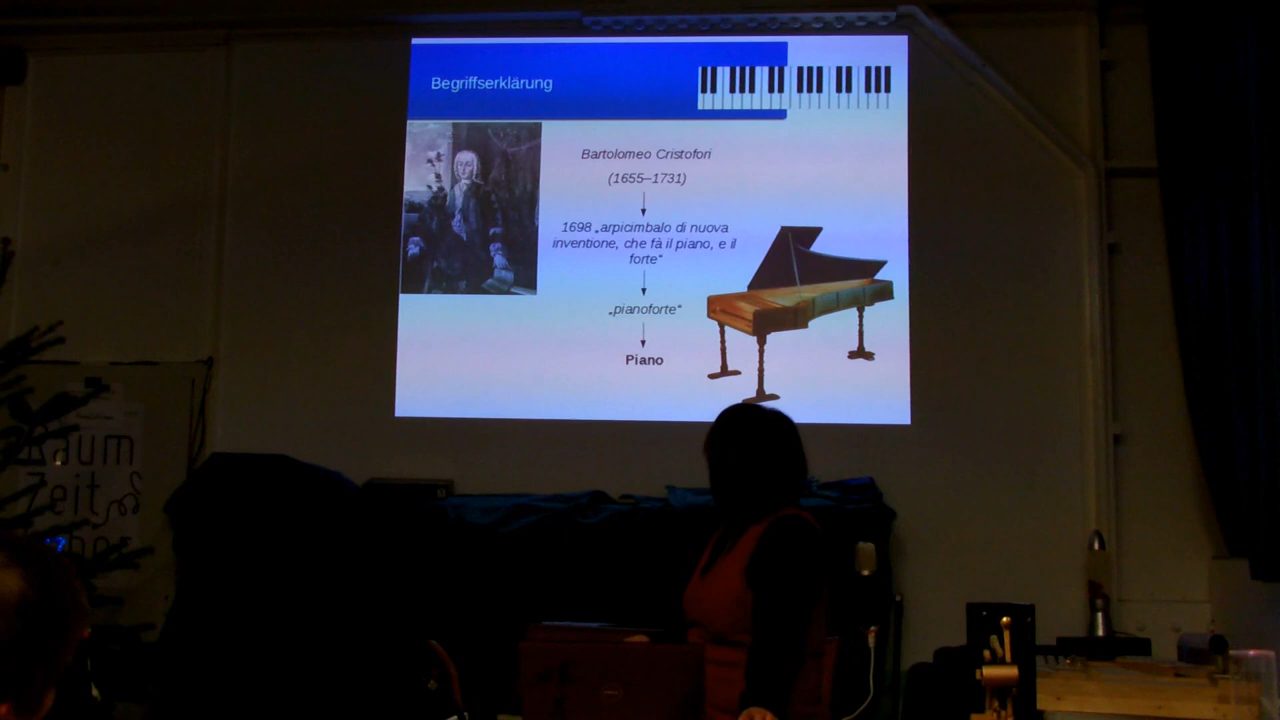 Begriffserklärung
Bartolomeo Cristofori
(1655–1731)
1698 „arpicimbalo di nuova
inventione, che fà il piano, e il
forte“
„pianoforte“
Piano
Raum
Zeit